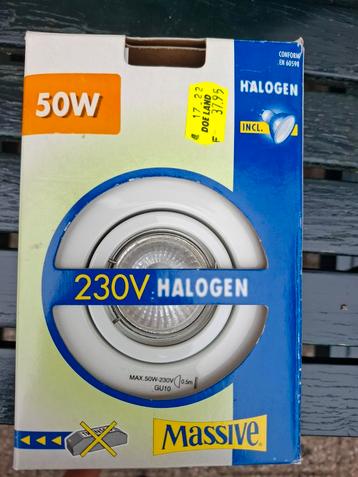 CONFORM
EN 60598
50W
HALOGEN
INCL.
17.22
DOE LAND
F 37.95
230V HALOGEN
MAX.50W-230V 0.5m
GU10
MASSIVE